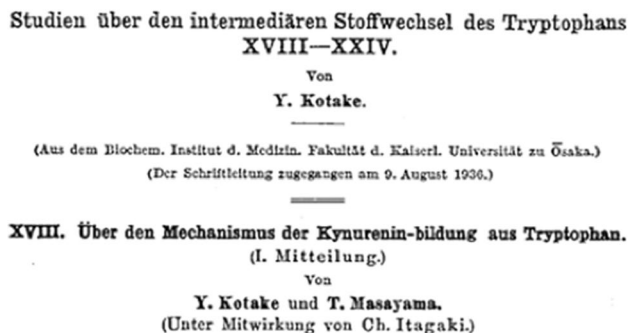 Studien über den intermediären Stoffwechsel des Tryptophans
XVIII—XXIV.
Von
Y. Kotake.
(Aus dem Biochem. Institut d. Medizin. Fakultät d. Kaiserl. Universität zu Ōsaka.)
(Der Schriftleitung zugegangen am 9. August 1936.)
XVIII. Über den Mechanismus der Kynurenin-bildung aus Tryptophan.
(I. Mitteilung.)
Von
Y. Kotake und T. Masayama.
(Unter Mitwirkung von Ch. Itagaki.)